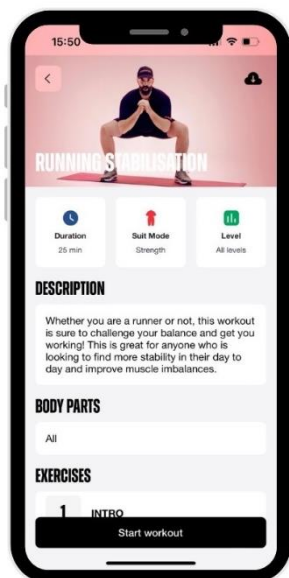 15:50
RUNNING STABILISATION
Duration
25 min
Suit Mode
Strength
Level
All levels
DESCRIPTION
Whether you are a runner or not, this workout
is sure to challenge your balance and get you
working! This is great for anyone who is
looking to find more stability in their day to
day and improve muscle imbalances.
BODY PARTS
All
EXERCISES
1 INTRO
Start workout